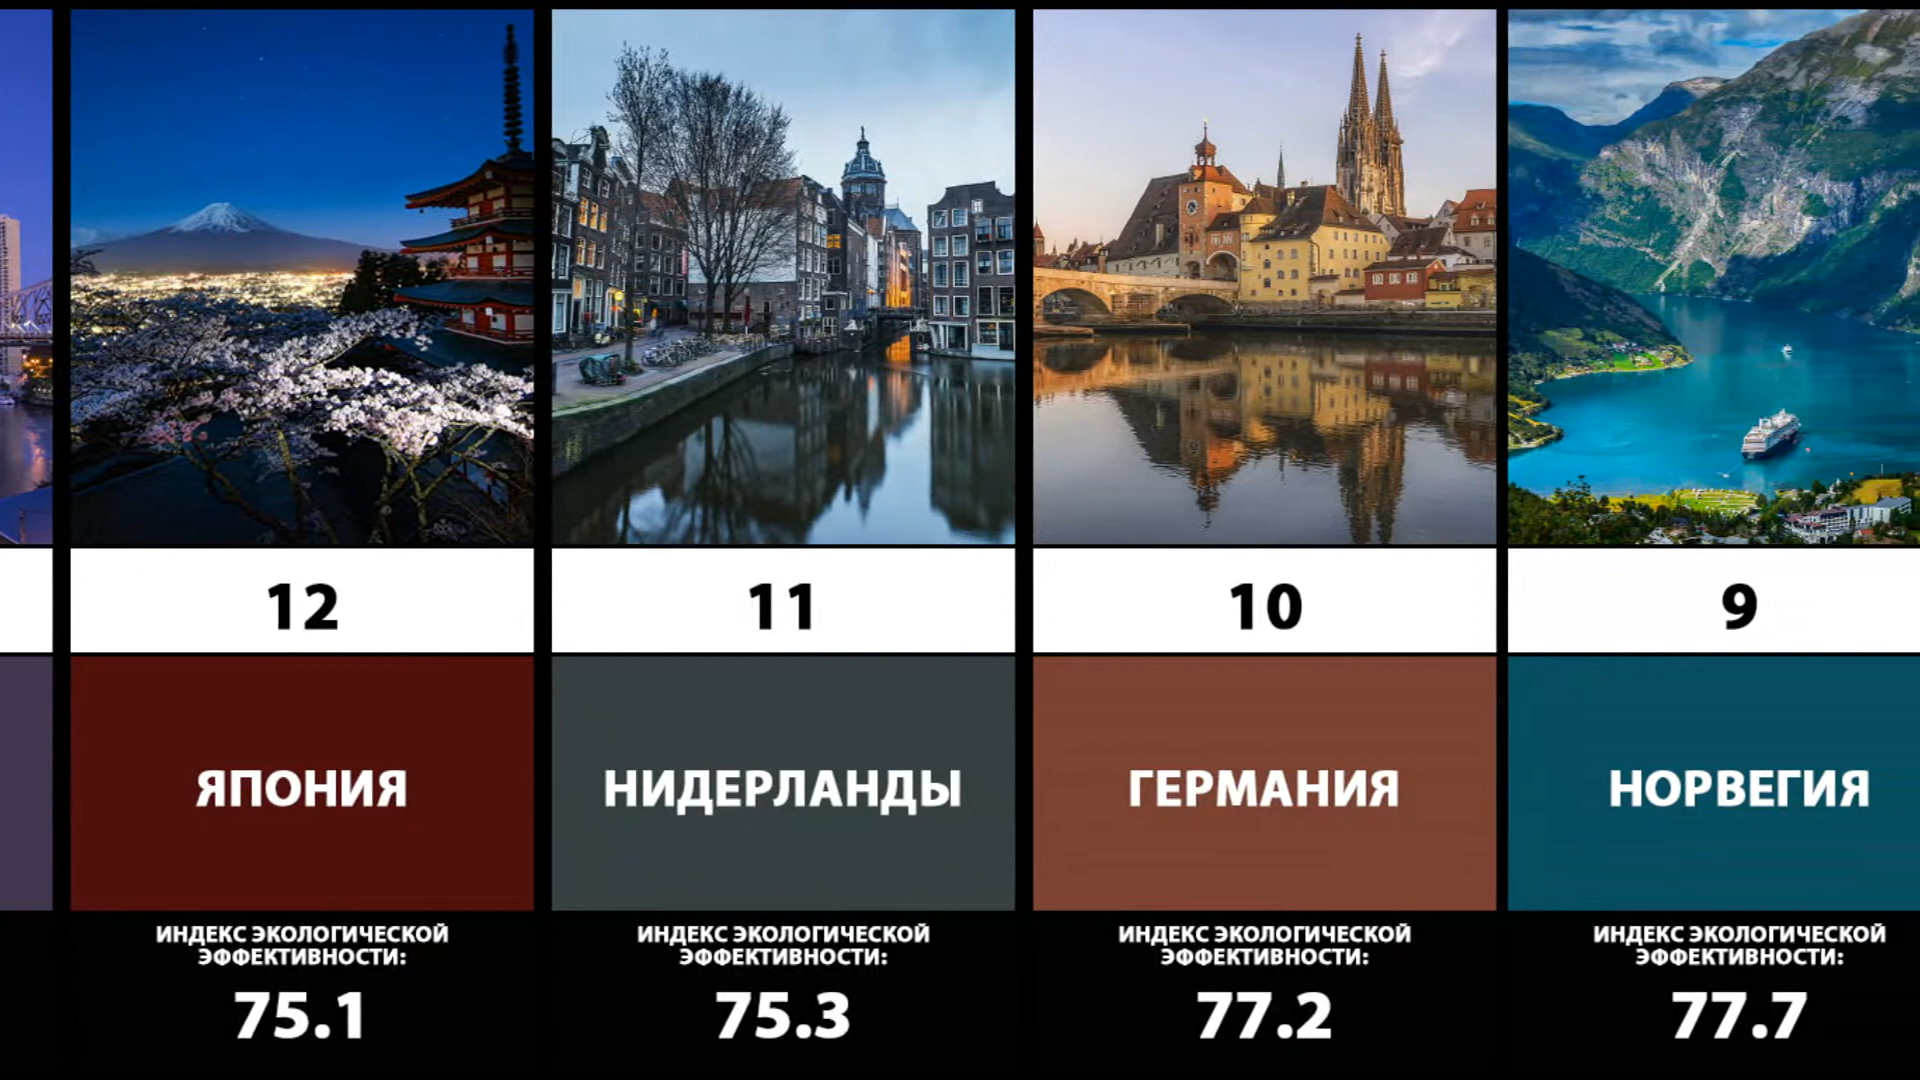 12
ЯПОНИЯ
ИНДЕКС ЭКОЛОГИЧЕСКОЙ
ЭФФЕКТИВНОСТИ:
75.1
11
НИДЕРЛАНДЫ
ИНДЕКС ЭКОЛОГИЧЕСКОЙ
ЭФФЕКТИВНОСТИ:
75.3
10
ГЕРМАНИЯ
ИНДЕКС ЭКОЛОГИЧЕСКОЙ
ЭФФЕКТИВНОСТИ:
77.2
9
НОРВЕГИЯ
ИНДЕКС ЭКОЛОГИЧЕСКОЙ
ЭФФЕКТИВНОСТИ:
77.7